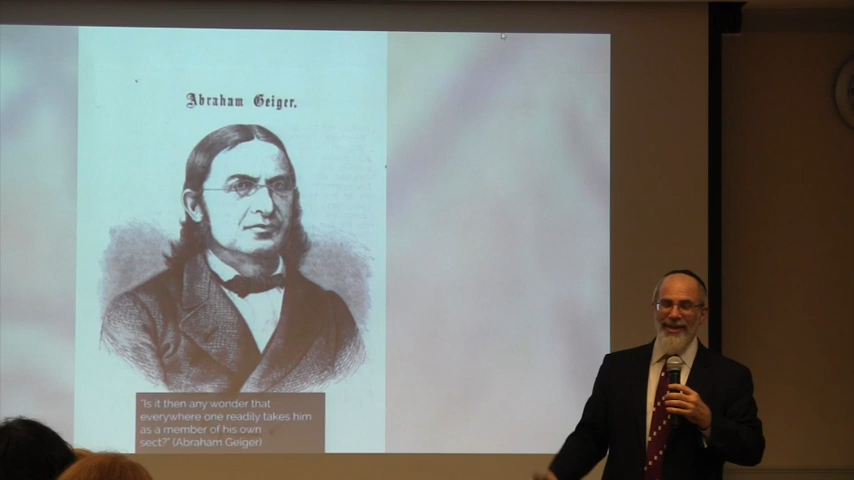 Abraham Geiger.
"Is it then any wonder that
everywhere one readily takes him
as a member of his own
sect?" (Abraham Geiger)